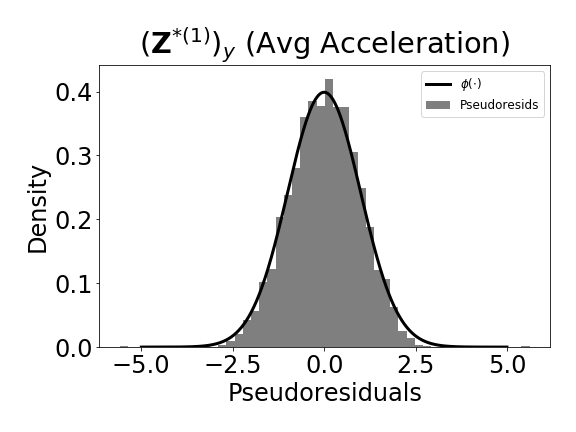 (Z*(1))y (Avg Acceleration)
ϕ(·)
Pseudoresids
Density
0.4
0.3
0.2
0.1
0.0
−5.0 −2.5 0.0 2.5 5.0
Pseudoresiduals